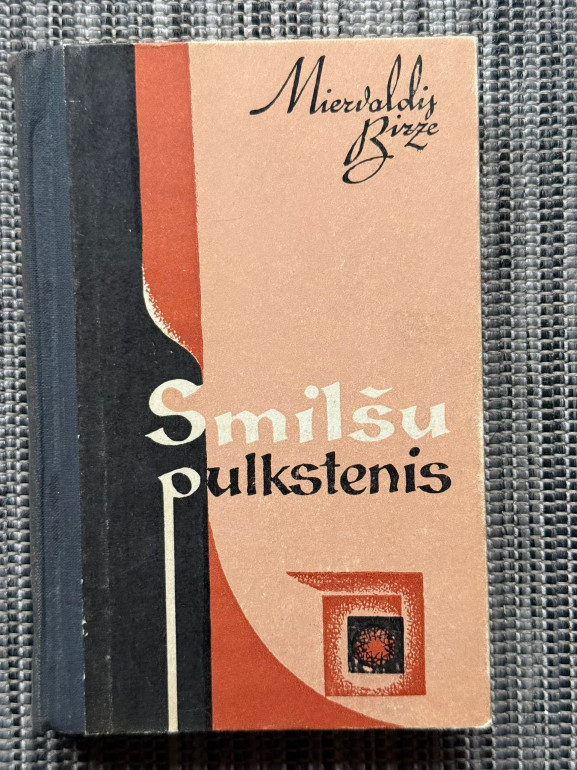 Miervaldis
Birze
Smilšu
pulkstenis